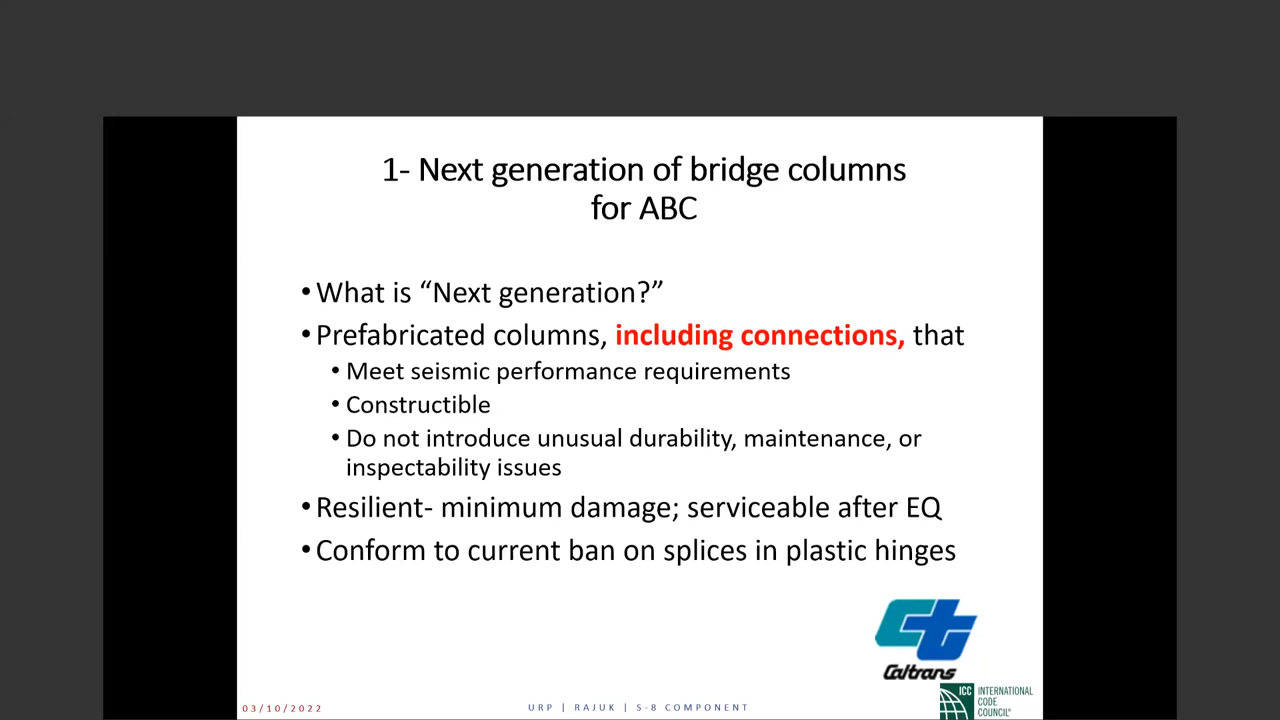 1- Next generation of bridge columns
for ABC
•What is “Next generation?”
•Prefabricated columns, including connections, that
•Meet seismic performance requirements
•Constructible
•Do not introduce unusual durability, maintenance, or
inspectability issues
•Resilient- minimum damage; serviceable after EQ
•Conform to current ban on splices in plastic hinges
Ct
Caltrans
ICC INTERNATIONAL
CODE
COUNCIL®
03/10/2022
URP | RAJUK | S-8 COMPONENT